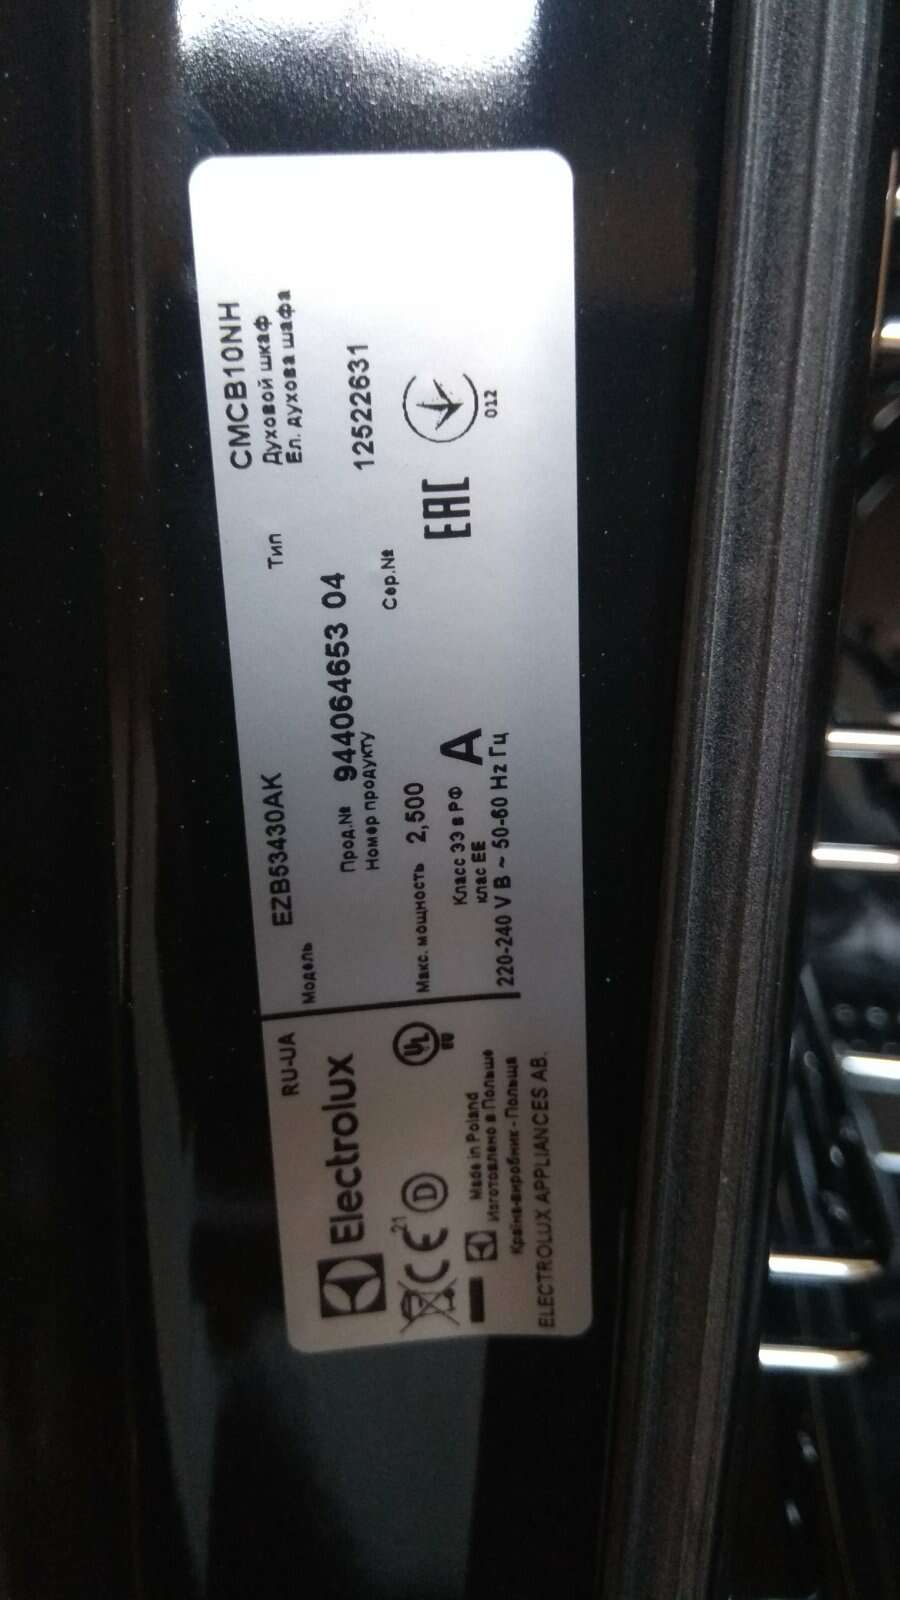 RU-UA
Electrolux
21
CE D
UL
EU
Made in Poland
Изготовлено в Польше
Країна-виробник - Польща
ELECTROLUX APPLIANCES AB.
Модель EZB53430AK
Тип CMCB10NH
Духовой шкаф
Ел. духова шафа
Прод.№ 944064653 04
Номер продукту
Сер.№ 12522631
Макс. мощность 2,500
Класс ЭЭ в РФ A
клас ЕЕ
220-240 V В ~ 50-60 Hz Гц
EAC
012